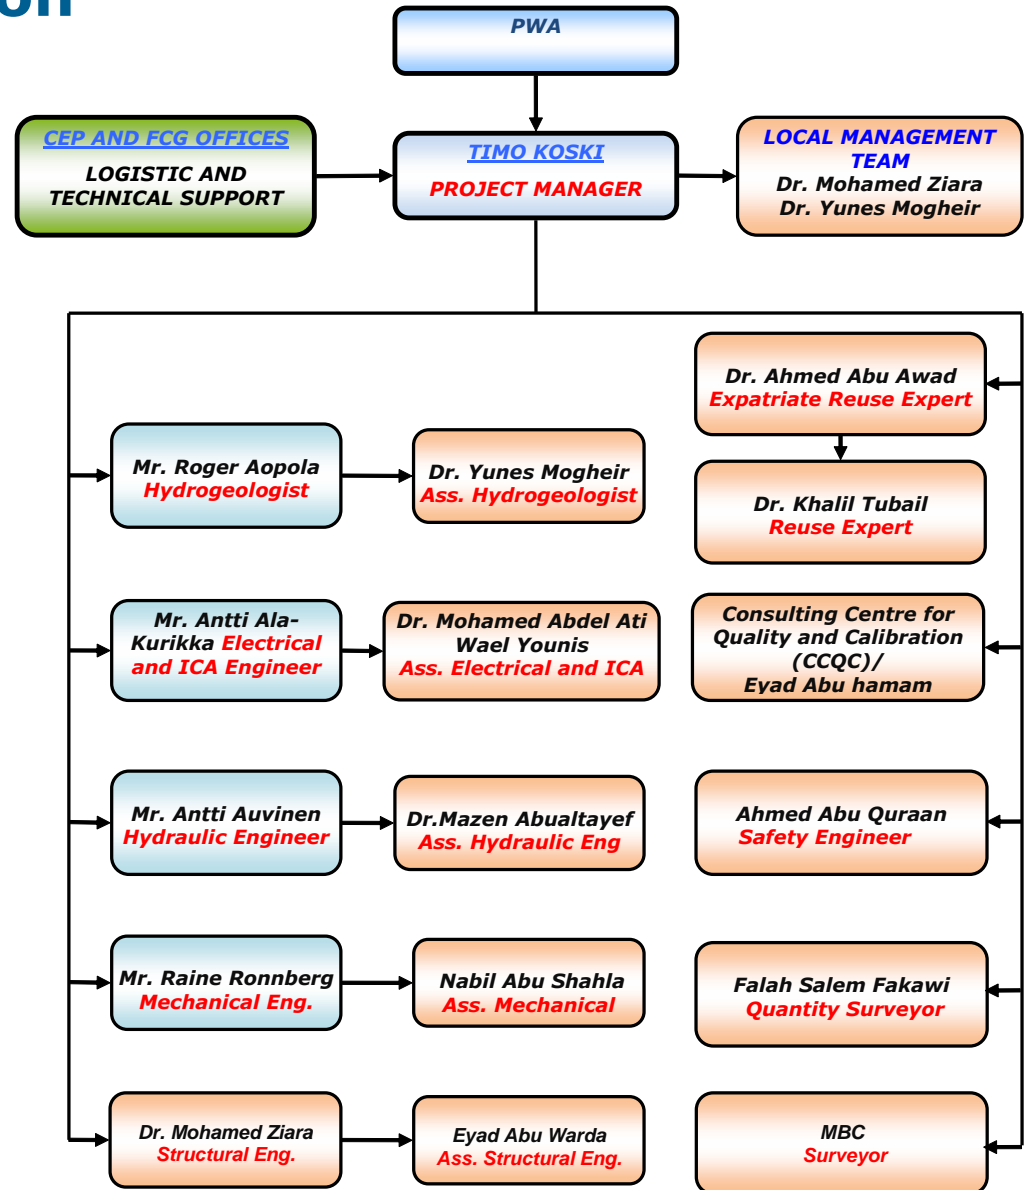 PWA
CEP AND FCG OFFICES
LOGISTIC AND
TECHNICAL SUPPORT
TIMO KOSKI
PROJECT MANAGER
LOCAL MANAGEMENT
TEAM
Dr. Mohamed Ziara
Dr. Yunes Mogheir
Mr. Roger Aopola
Hydrogeologist
Dr. Yunes Mogheir
Ass. Hydrogeologist
Dr. Ahmed Abu Awad
Expatriate Reuse Expert
Dr. Khalil Tubail
Reuse Expert
Mr. Antti Ala-
Kurikka Electrical
and ICA Engineer
Dr. Mohamed Abdel Ati
Wael Younis
Ass. Electrical and ICA
Consulting Centre for
Quality and Calibration
(CCQC)/
Eyad Abu hamam
Mr. Antti Auvinen
Hydraulic Engineer
Dr.Mazen Abualtayef
Ass. Hydraulic Eng
Ahmed Abu Quraan
Safety Engineer
Mr. Raine Ronnberg
Mechanical Eng.
Nabil Abu Shahla
Ass. Mechanical
Falah Salem Fakawi
Quantity Surveyor
Dr. Mohamed Ziara
Structural Eng.
Eyad Abu Warda
Ass. Structural Eng.
MBC
Surveyor